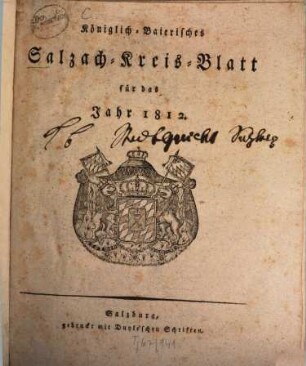 Königlich-Baierisches
Salzach-Kreis-Blatt
für das
Jahr 1812.
Salzburg,
gedruckt mit Duyle'schen Schriften.